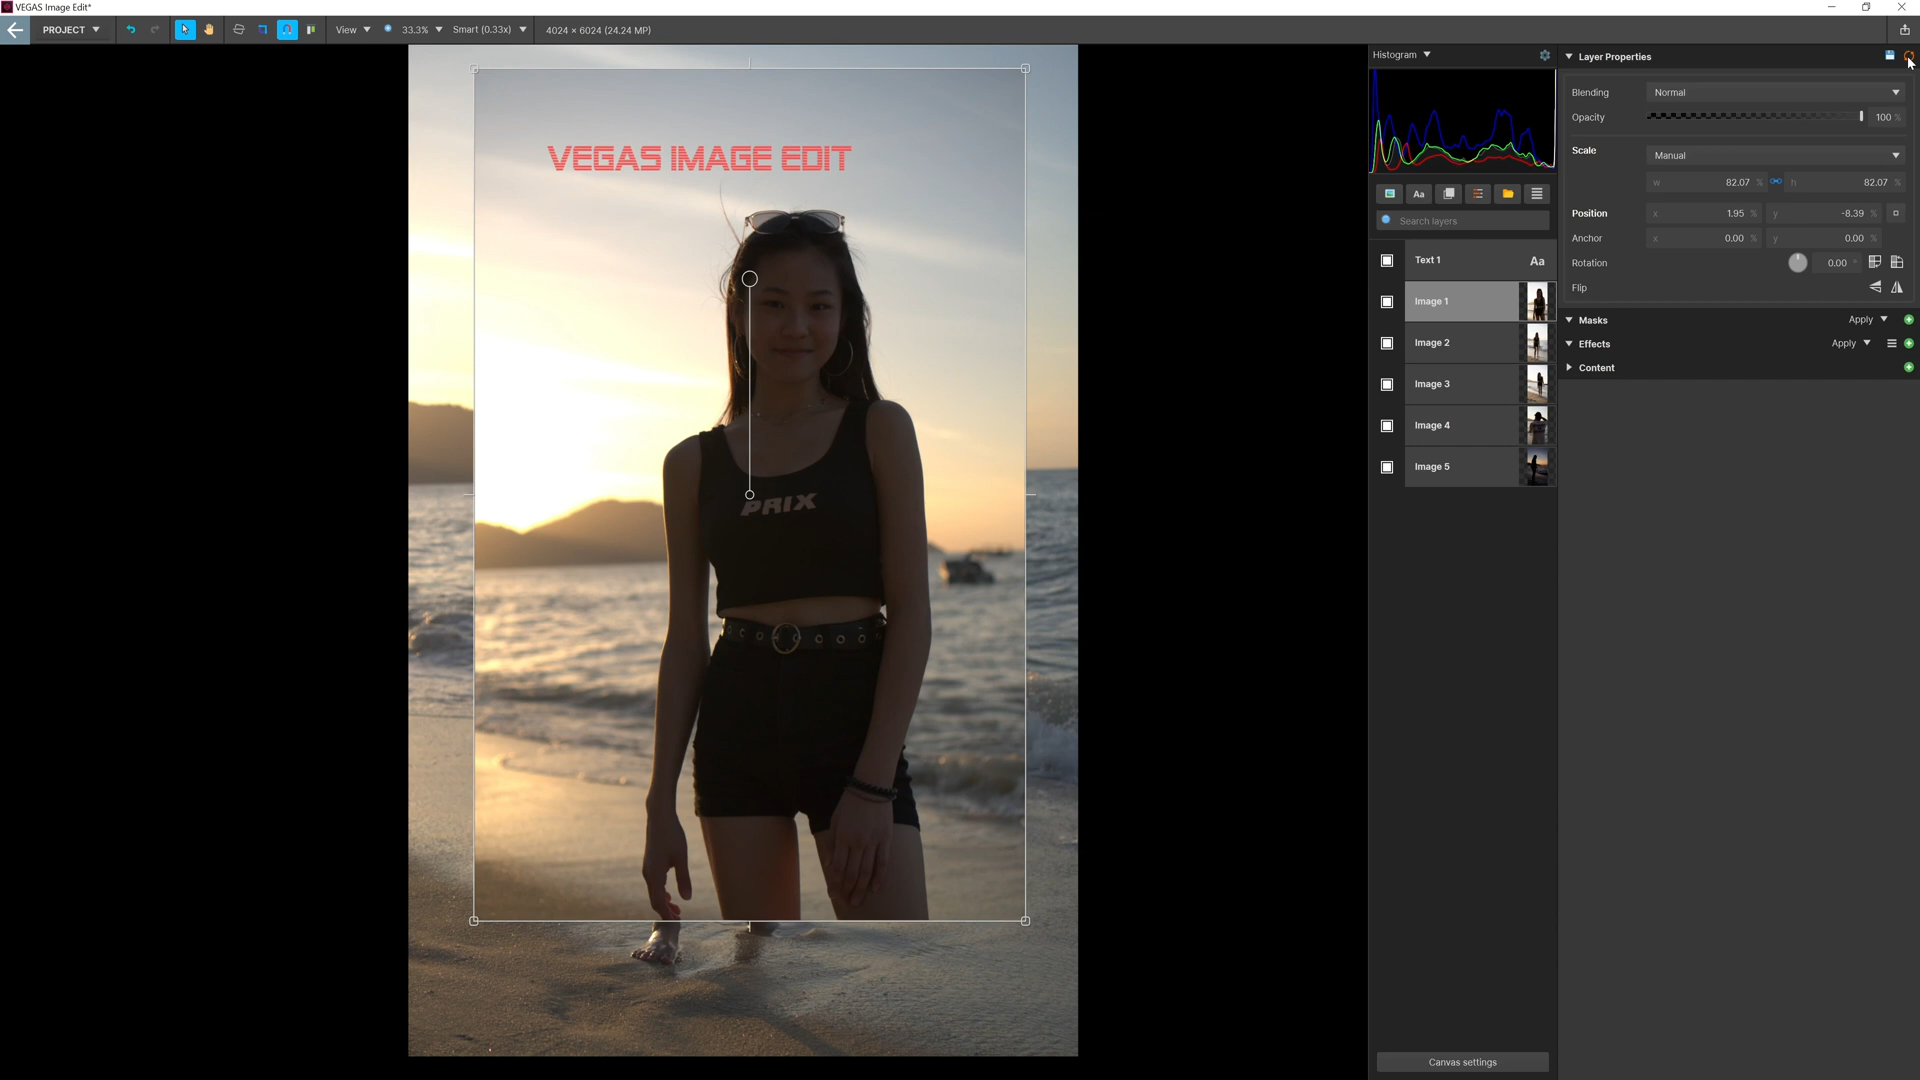 VEGAS Image Edit*
PROJECT View 33.3% Smart (0.33x) 4024 × 6024 (24.24 MP)
Histogram
Layer Properties
Blending Normal
Opacity 100 %
Scale Manual
w 82.07 % h 82.07 %
Position x 1.95 % y -8.39 %
Anchor x 0.00 % y 0.00 %
Rotation 0.00 °
Flip
Masks Apply
Effects Apply
Content
Aa
Search layers
Text 1 Aa
Image 1
Image 2
Image 3
Image 4
Image 5
Canvas settings
VEGAS IMAGE EDIT
PRIX